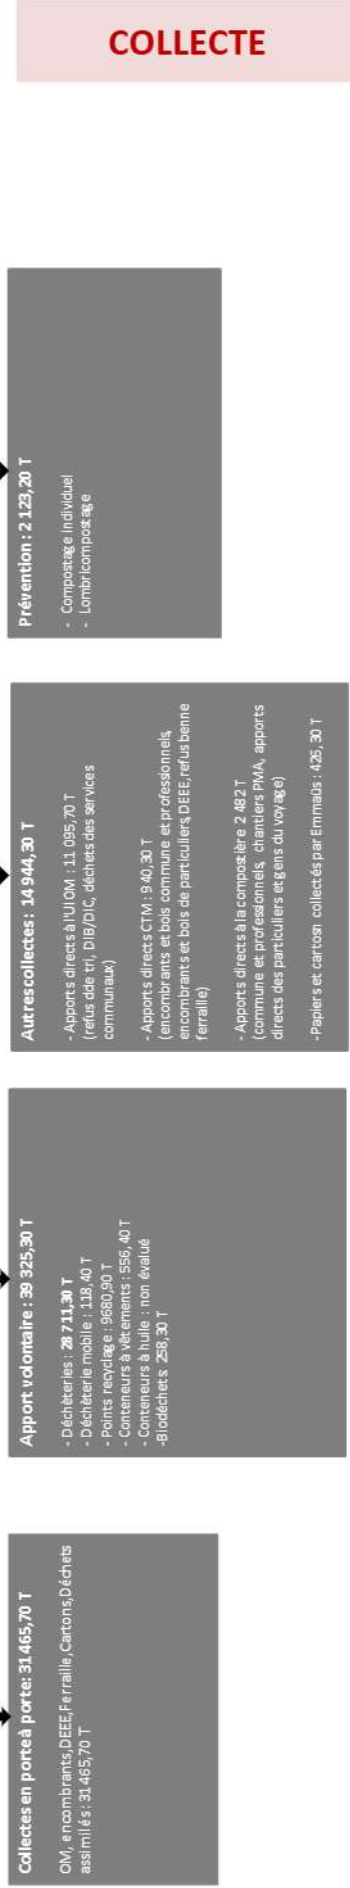 COLLECTE
Collectes en porte à porte: 31 465,70 T
OM, encombrants,DEEE,Ferraille,Cartons,Déchets
assimilés : 31 465,70 T
Apport volontaire : 39 325,30 T
- Déchèteries : 28 711,30 T
- Déchèterie mobile : 118,40 T
- Points recyclage : 9680,90 T
- Conteneurs à vêtements : 556,40 T
- Conteneurs à huile : non évalué
-Biodéchets 258,30 T
Autres collectes : 14 944,30 T
- Apports directs à l'UIOM : 11 095,70 T
(refus dde tri, DIB/DIC, déchets des services
communaux)
- Apports directs CTM : 9 40,30 T
(encombrants et bois commune et professionnels,
encombrants et bois de particuliers, DEEE, refus benne
ferraille)
- Apports directs à la compostière 2 482 T
(commune et professionnels, chantiers PMA, apports
directs des particuliers et gens du voyage)
-Papiers et cartosn collectés par Emmaüs : 425, 30 T
Prévention : 2 123,20 T
- Compostage individuel
- Lombricompostage